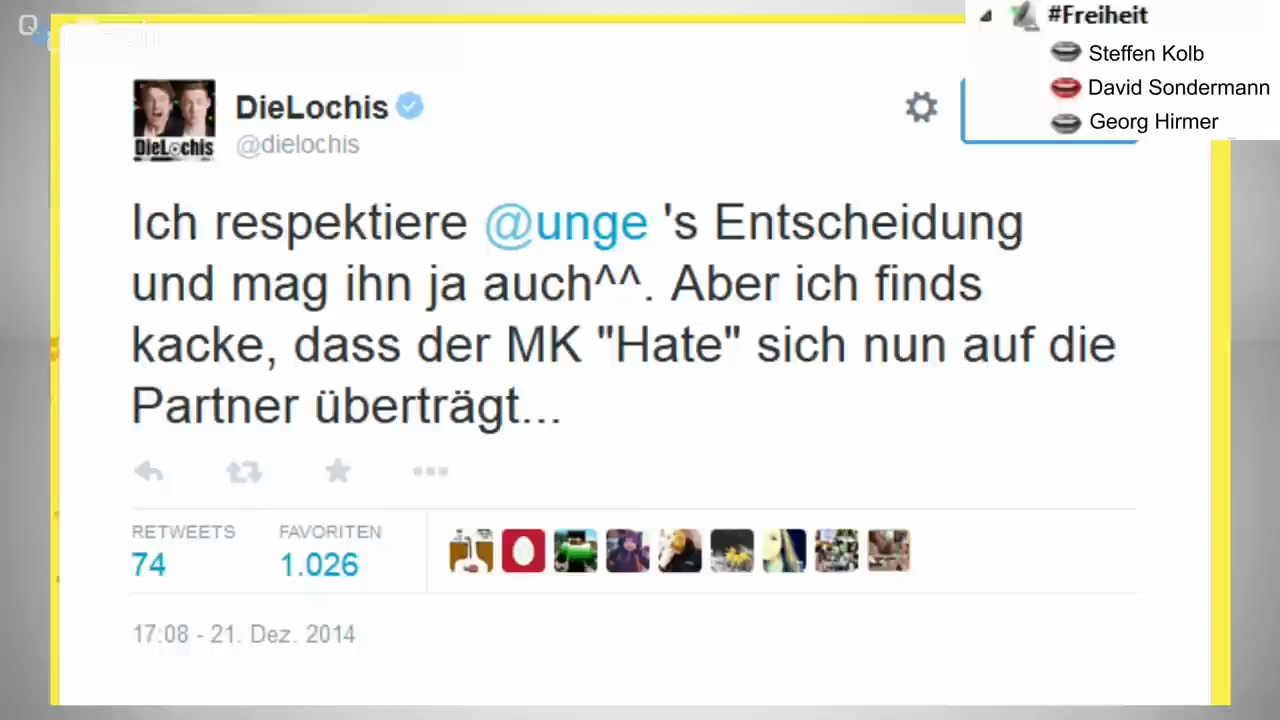 #Freiheit
Steffen Kolb
David Sondermann
Georg Hirmer
DieLochis
@dielochis
DieLochis
Ich respektiere @unge 's Entscheidung
und mag ihn ja auch^^. Aber ich finds
kacke, dass der MK "Hate" sich nun auf die
Partner überträgt...
RETWEETS FAVORITEN
74 1.026
17:08 - 21. Dez. 2014